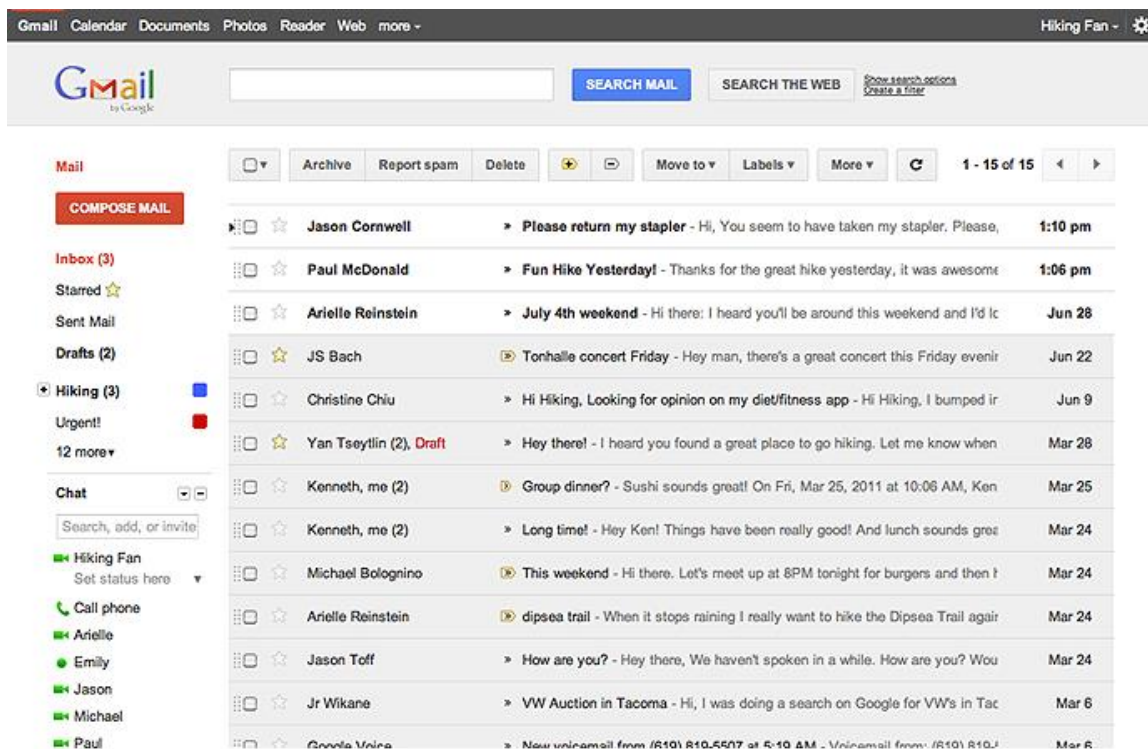 Gmail Calendar Documents Photos Reader Web more
Hiking Fan
Gmail
by Google
SEARCH MAIL
SEARCH THE WEB
Show search options
Create a filter
Mail
Archive Report spam Delete Move to Labels More 1 - 15 of 15
COMPOSE MAIL
Jason Cornwell » Please return my stapler - Hi, You seem to have taken my stapler. Please, 1:10 pm
Inbox (3)
Paul McDonald » Fun Hike Yesterday! - Thanks for the great hike yesterday, it was awesome 1:06 pm
Starred
Sent Mail
Arielle Reinstein » July 4th weekend - Hi there: I heard you'll be around this weekend and I'd Jun 28
Drafts (2)
JS Bach » Tonhalle concert Friday - Hey man, there's a great concert this Friday Jun 22
Hiking (3)
Christine Chiu » Hi Hiking, Looking for opinion on my diet/fitness app - Hi Hiking, I bumped Jun 9
Urgent!
Yan Tseytlin (2), Draft » Hey there! - I heard you found a great place to go hiking. Let me know when Mar 28
12 more
Chat
Kenneth, me (2) » Group dinner? - Sushi sounds great! On Fri, Mar 25, 2011 at 10:06 AM, Ken Mar 25
Search, add, or invite
Kenneth, me (2) » Long time! - Hey Ken! Things have been really good! And lunch sounds Mar 24
Hiking Fan
Set status here
Michael Bolognino » This weekend - Hi there. Let's meet up at 8PM tonight for burgers and then Mar 24
Call phone
Arielle Reinstein » dipsea trail - When it stops raining I really want to hike the Dipsea Trail Mar 24
Arielle
Emily
Jason Toff » How are you? - Hey there, We haven't spoken in a while. How are you? Mar 24
Jason
Jr Wikane » VW Auction in Tacoma - Hi, I was doing a search on Google for VW's in Mar 6
Michael
Paul
Google Voice » New voicemail from (619) 819-5507 at 5:19 AM - Voicemail from: (619) Mar 6